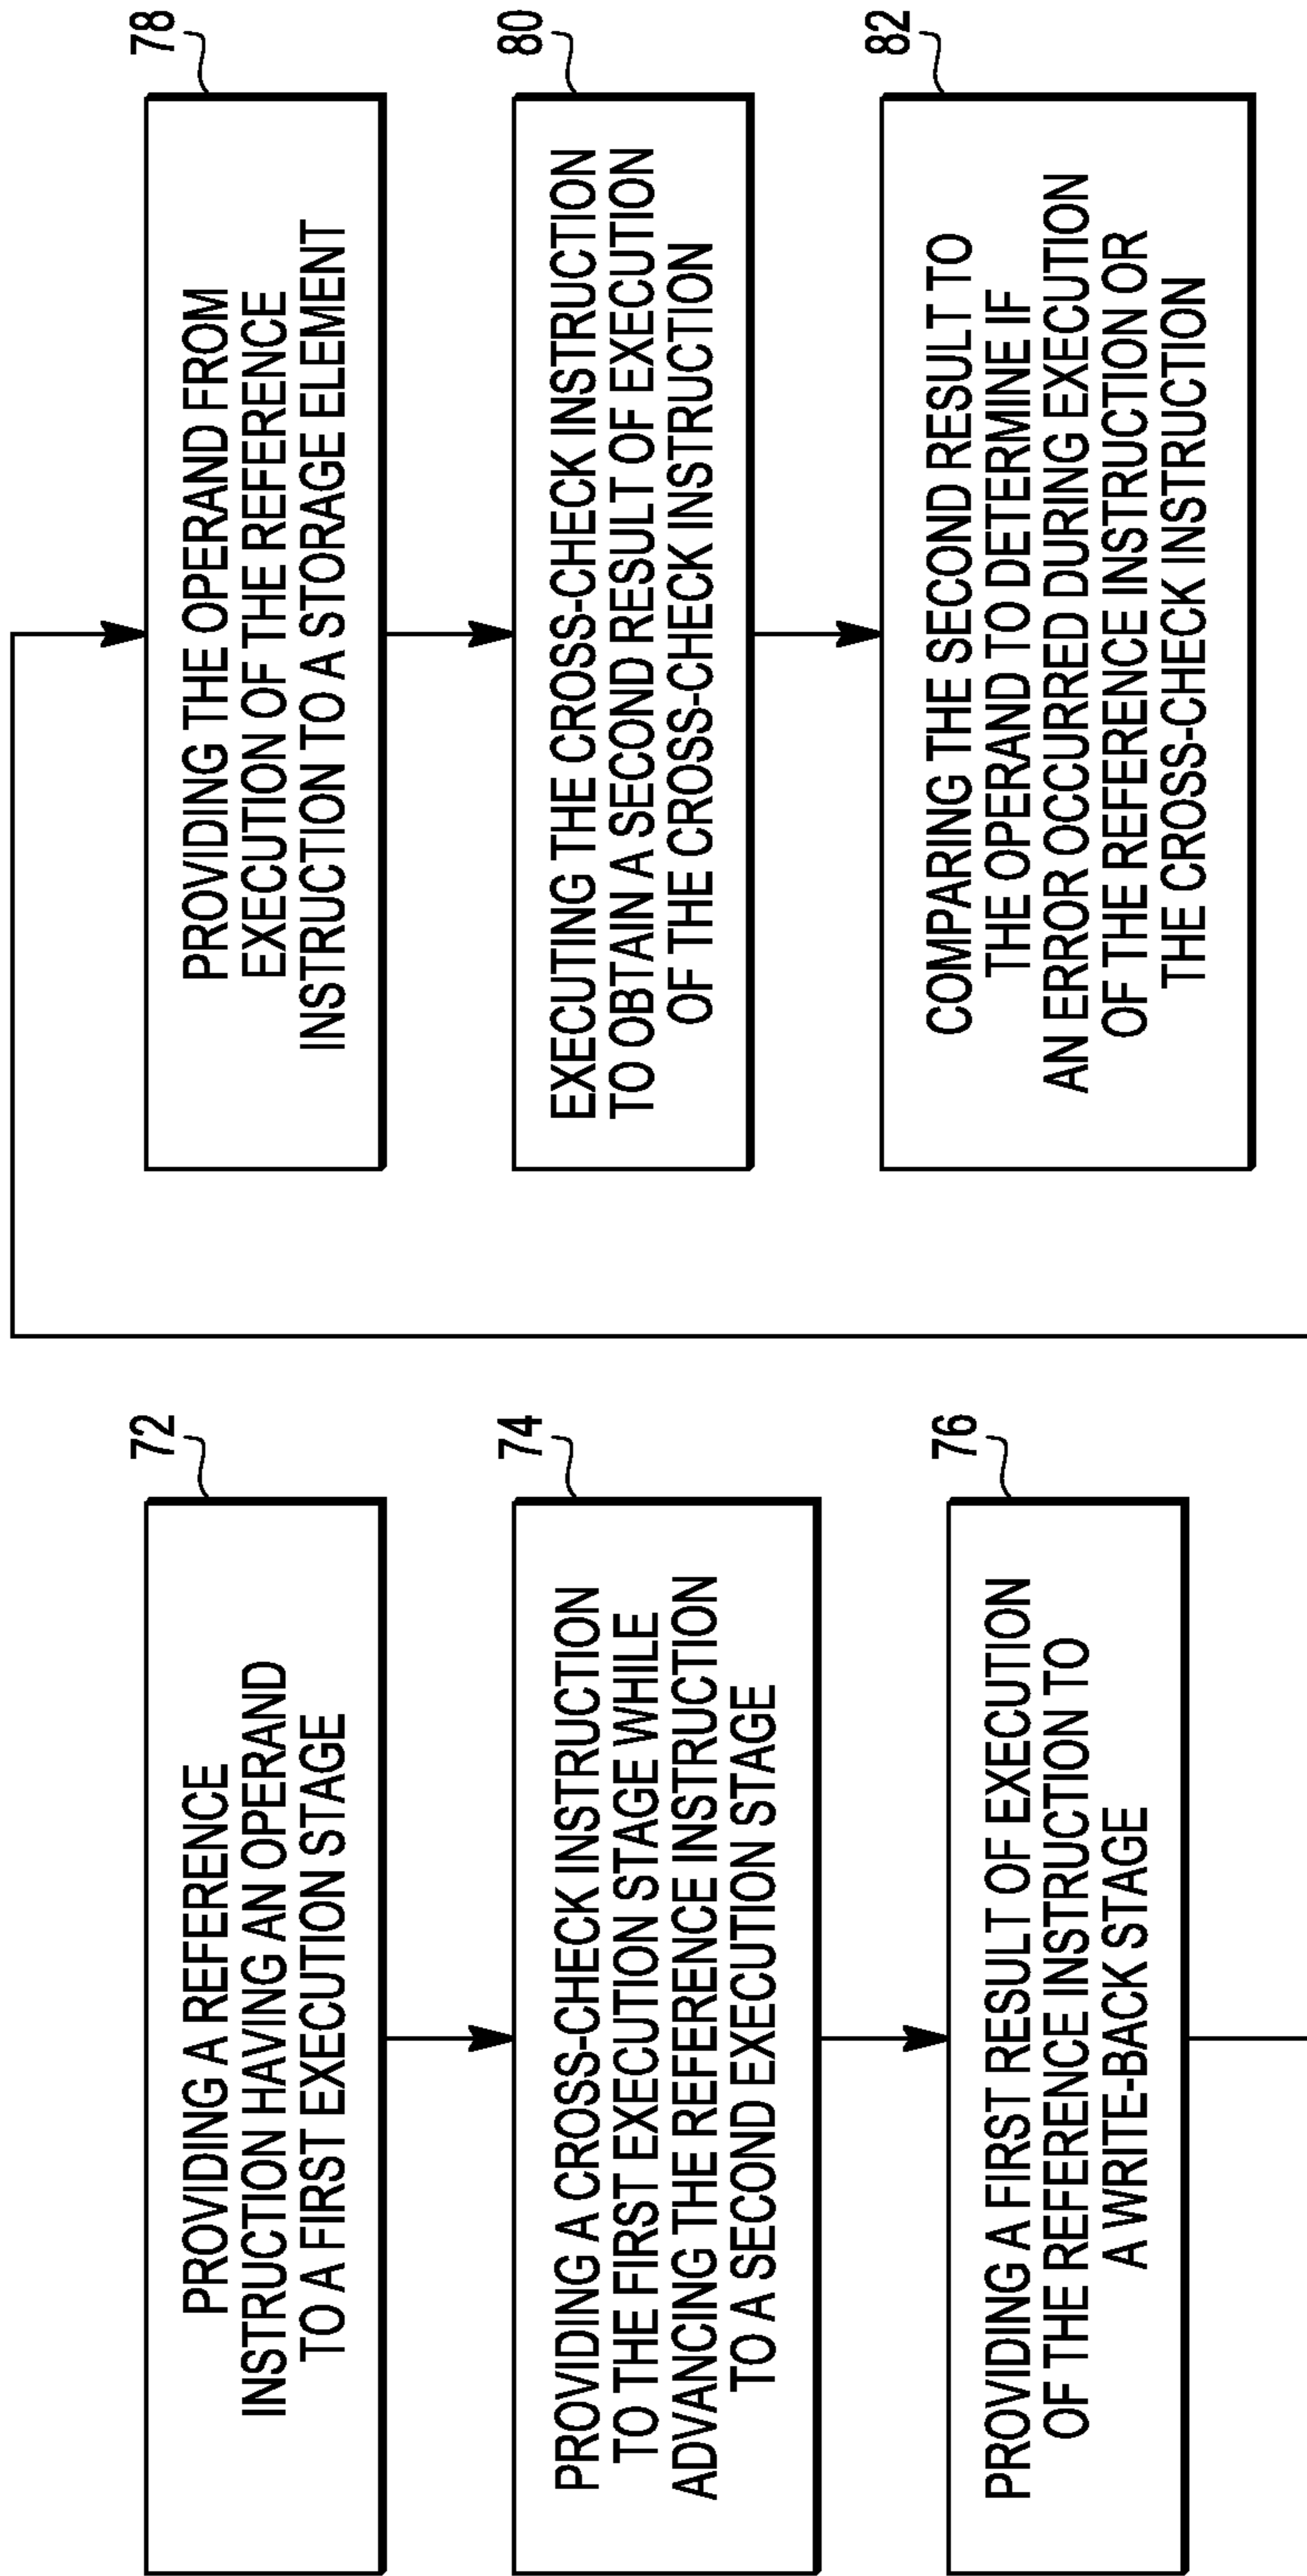 72
PROVIDING A REFERENCE
INSTRUCTION HAVING AN OPERAND
TO A FIRST EXECUTION STAGE
74
PROVIDING A CROSS-CHECK INSTRUCTION
TO THE FIRST EXECUTION STAGE WHILE
ADVANCING THE REFERENCE INSTRUCTION
TO A SECOND EXECUTION STAGE
76
PROVIDING A FIRST RESULT OF EXECUTION
OF THE REFERENCE INSTRUCTION TO
A WRITE-BACK STAGE
78
PROVIDING THE OPERAND FROM
EXECUTION OF THE REFERENCE
INSTRUCTION TO A STORAGE ELEMENT
80
EXECUTING THE CROSS-CHECK INSTRUCTION
TO OBTAIN A SECOND RESULT OF EXECUTION
OF THE CROSS-CHECK INSTRUCTION
82
COMPARING THE SECOND RESULT TO
THE OPERAND TO DETERMINE IF
AN ERROR OCCURRED DURING EXECUTION
OF THE REFERENCE INSTRUCTION OR
THE CROSS-CHECK INSTRUCTION